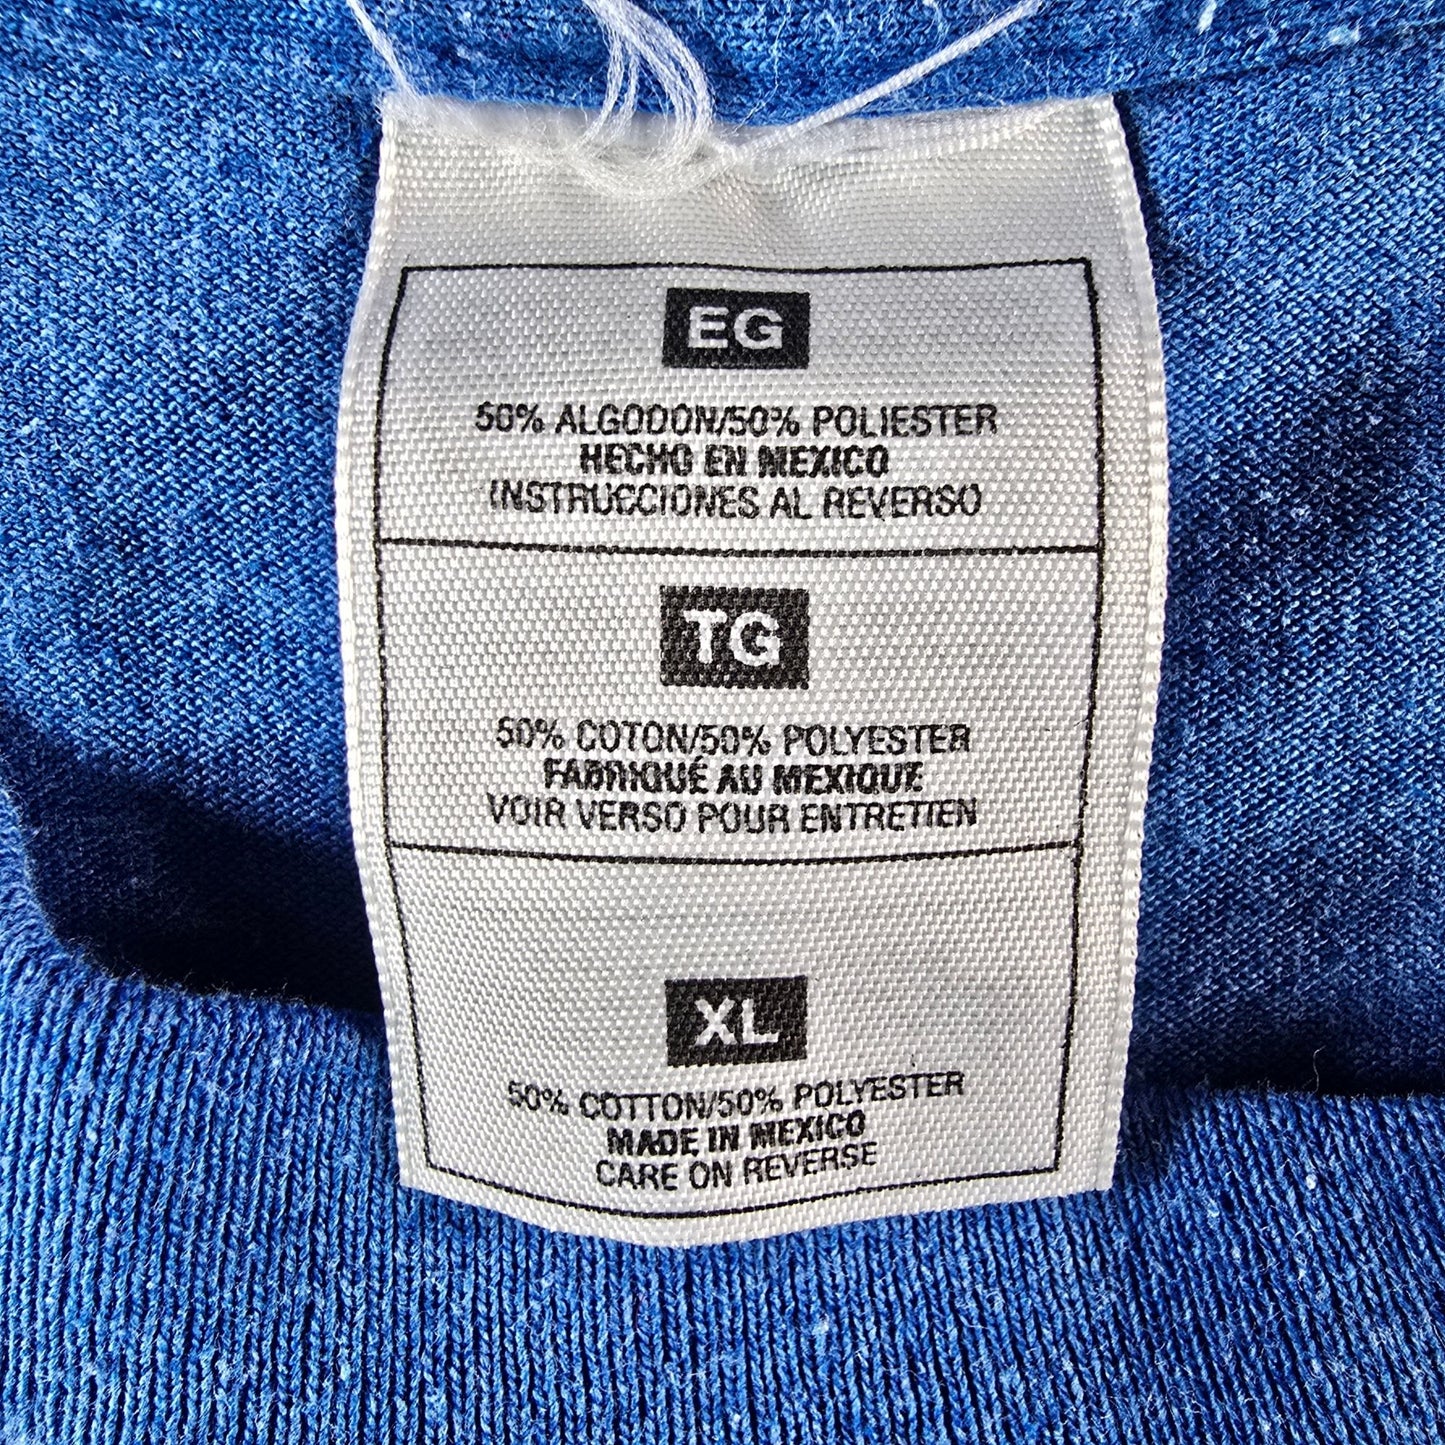 EG
50% ALGODON/50% POLIESTER
HECHO EN MEXICO
INSTRUCCIONES AL REVERSO
TG
50% COTON/50% POLYESTER
FABRIQUÉ AU MEXIQUE
VOIR VERSO POUR ENTRETIEN
XL
50% COTTON/50% POLYESTER
MADE IN MEXICO
CARE ON REVERSE